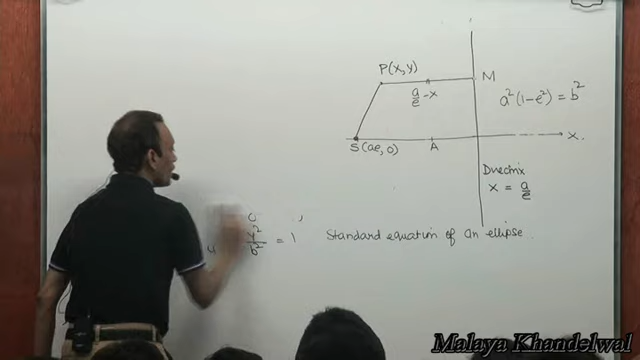 P(x,y)
M
a/e - x
a²(1-e²) = b²
S(ae, 0)
A
x
Directrix
x = a/e
y²/b² = 1
Standard equation of an ellipse.
Malaya Khandelwal